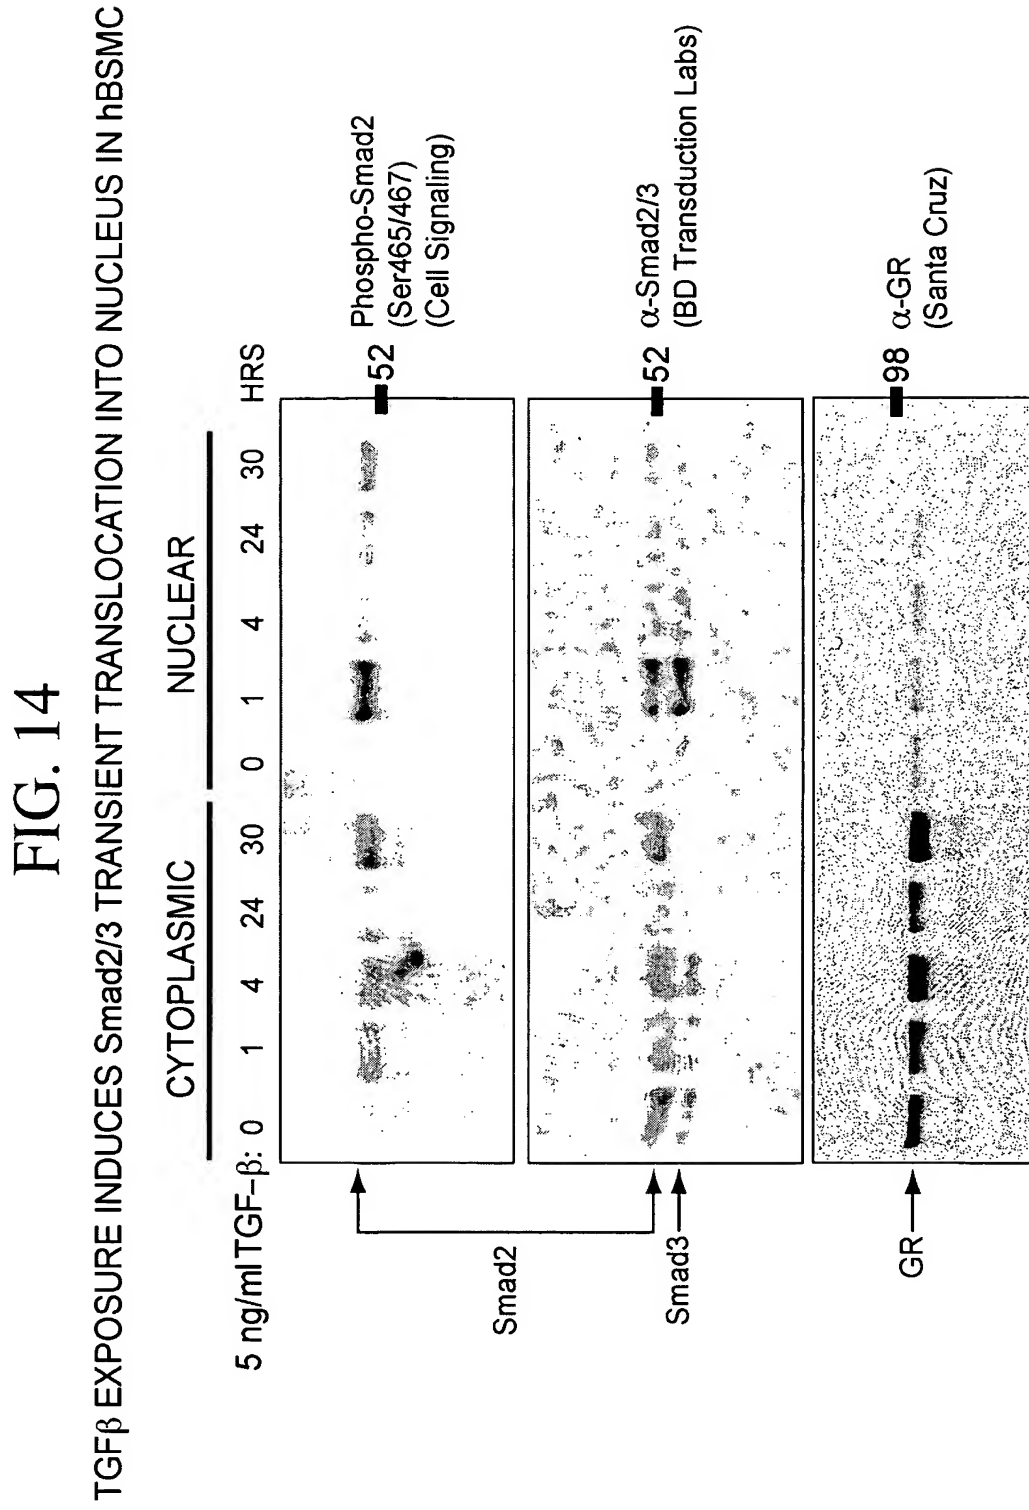 FIG. 14
TGFβ EXPOSURE INDUCES Smad2/3 TRANSIENT TRANSLOCATION INTO NUCLEUS IN hBSMC
CYTOPLASMIC NUCLEAR
5 ng/ml TGF–β: 0 1 4 24 30 0 1 4 24 30 HRS
52 Phospho-Smad2
(Ser465/467)
(Cell Signaling)
Smad2
52 α-Smad2/3
(BD Transduction Labs)
Smad3
98 α-GR
(Santa Cruz)
GR